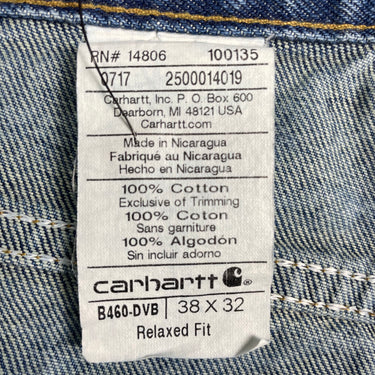 RN# 14806 100135
0717 2500014019
Carhartt, Inc. P. O. Box 600
Dearborn, MI 48121 USA
Carhartt.com
Made in Nicaragua
Fabriqué au Nicaragua
Hecho en Nicaragua
100% Cotton
Exclusive of Trimming
100% Coton
Sans garniture
100% Algodón
Sin incluir adorno
carhartt
B460-DVB 38 X 32
Relaxed Fit